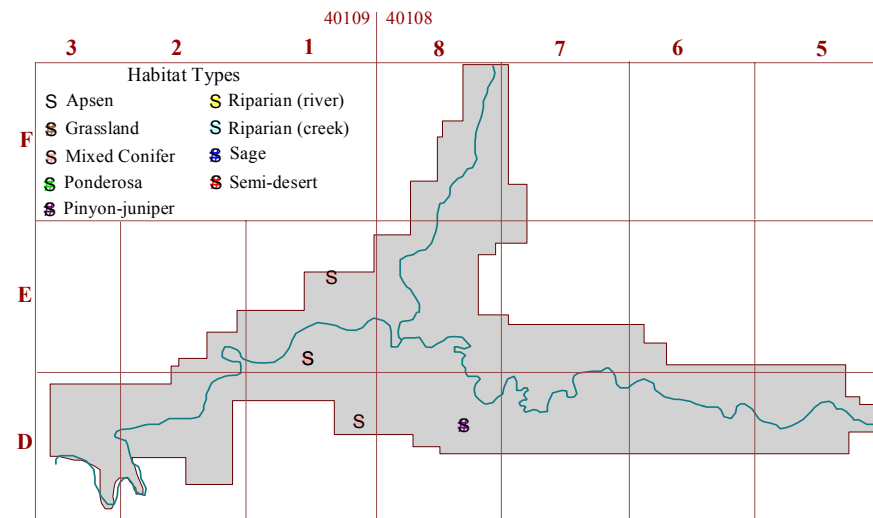 40109 40108
3 2 1 8 7 6 5
Habitat Types
S Apsen
S Riparian (river)
S Grassland
S Riparian (creek)
S Mixed Conifer
S Sage
S Ponderosa
S Semi-desert
S Pinyon-juniper
F
E
S
S
D
S
S